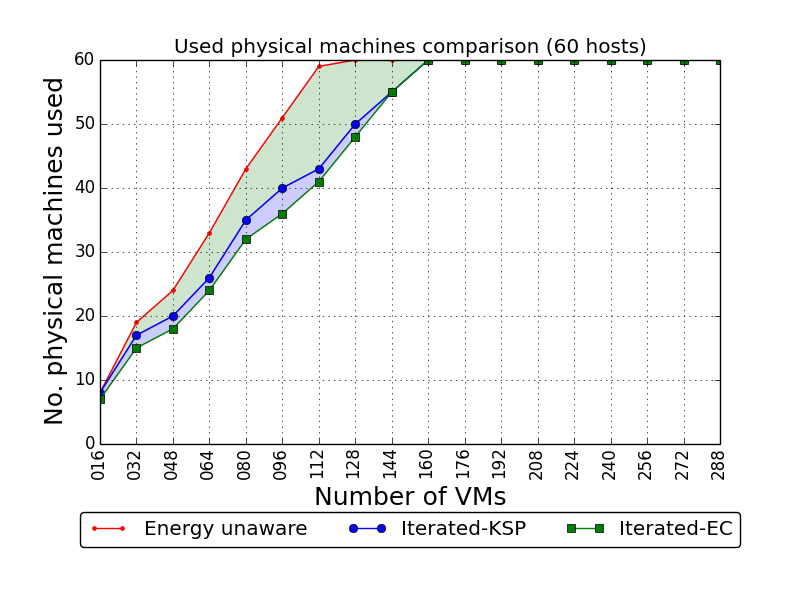 Used physical machines comparison (60 hosts)
No. physical machines used
60
50
40
30
20
10
0
016 032 048 064 080 096 112 128 144 160 176 192 208 224 240 256 272 288
Number of VMs
Energy unaware Iterated-KSP Iterated-EC